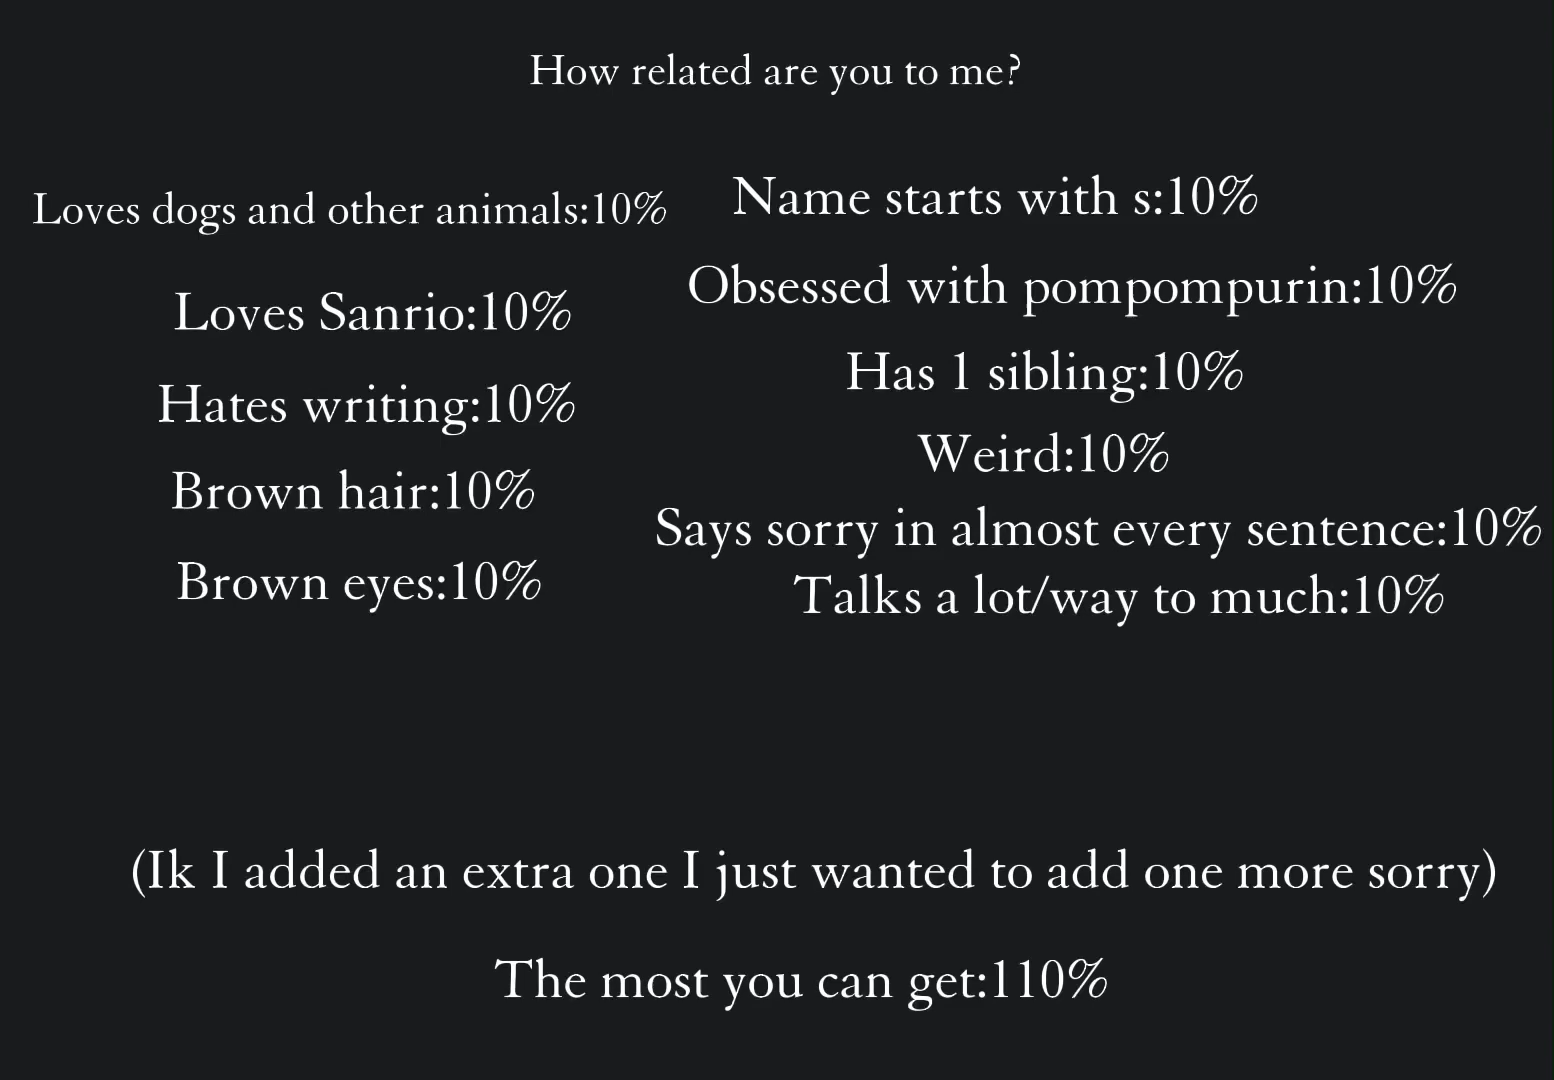 How related are you to me?
Loves dogs and other animals:10%
Loves Sanrio:10%
Hates writing:10%
Brown hair:10%
Brown eyes:10%
Name starts with s:10%
Obsessed with pompompurin:10%
Has 1 sibling:10%
Weird:10%
Says sorry in almost every sentence:10%
Talks a lot/way to much:10%
(Ik I added an extra one I just wanted to add one more sorry)
The most you can get:110%